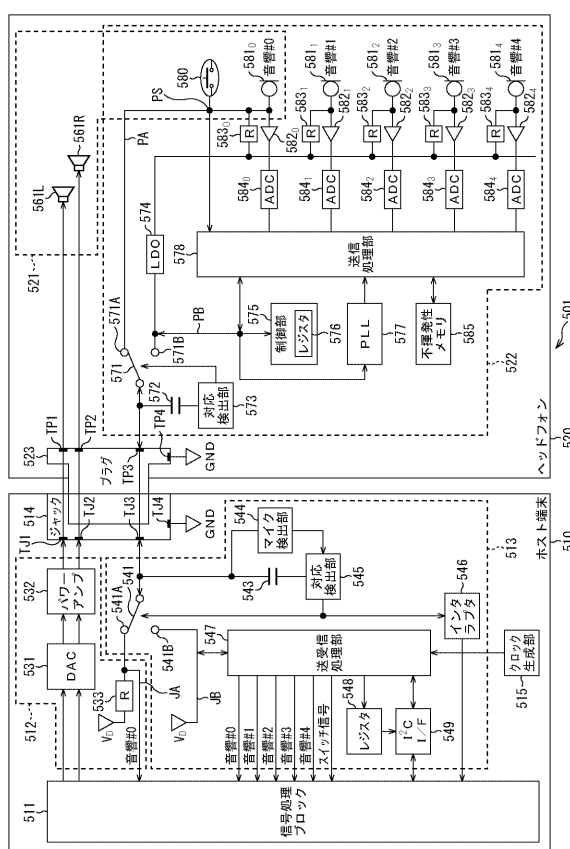 501
520
ヘッドフォン
521
561L
561R
PS
PA
580
581₀
音響#0
581₁
音響#1
581₂
音響#2
581₃
音響#3
581₄
音響#4
583₀
R
582₀
583₁
R
582₁
583₂
R
582₂
583₃
R
582₃
583₄
R
582₄
584₀
ADC
584₁
ADC
584₂
ADC
584₃
ADC
584₄
ADC
574
LDO
578
送信
処理部
571A
571
571B
PB
572
対応
検出部
573
575
制御部
レジスタ
576
PLL
577
不揮発性
メモリ
585
522
523
TP1
TP2
プラグ
TP3
TP4
GND
510
ホスト端末
514
ジャック
TJ1
TJ2
TJ3
TJ4
GND
532
パワー
アンプ
531
DAC
512
541A
541
541B
533
R
V_D
JA
V_D
JB
543
544
マイク
検出部
対応
検出部
545
513
546
インタ
ラプタ
547
送受信
処理部
クロック
生成部
515
548
レジスタ
I²C
I/F
549
音響#0
音響#0
音響#1
音響#2
音響#3
音響#4
スイッチ信号
511
信号処理
ブロック